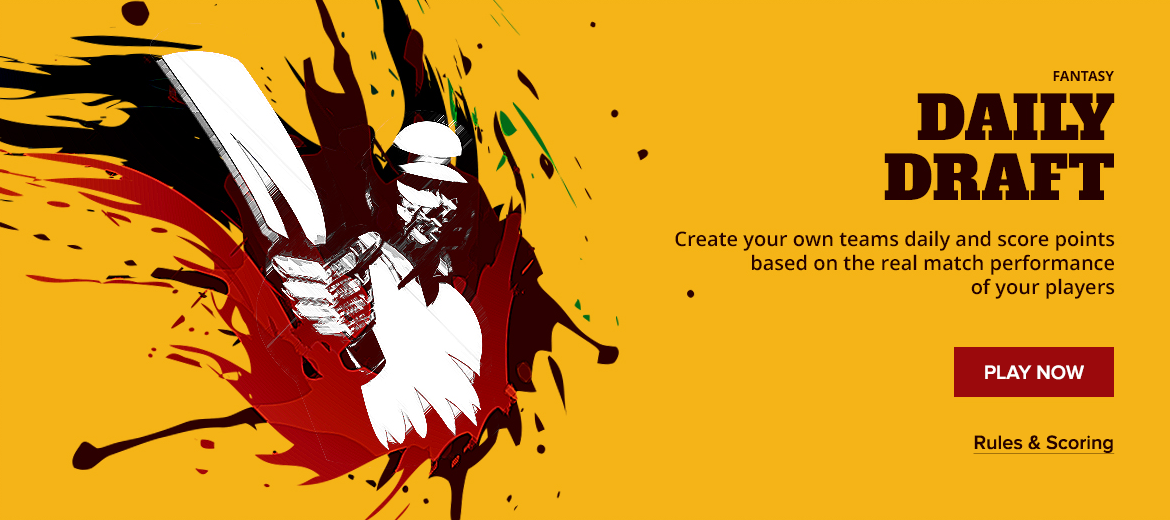 FANTASY
DAILY
DRAFT
Create your own teams daily and score points
based on the real match performance
of your players
PLAY NOW
Rules & Scoring